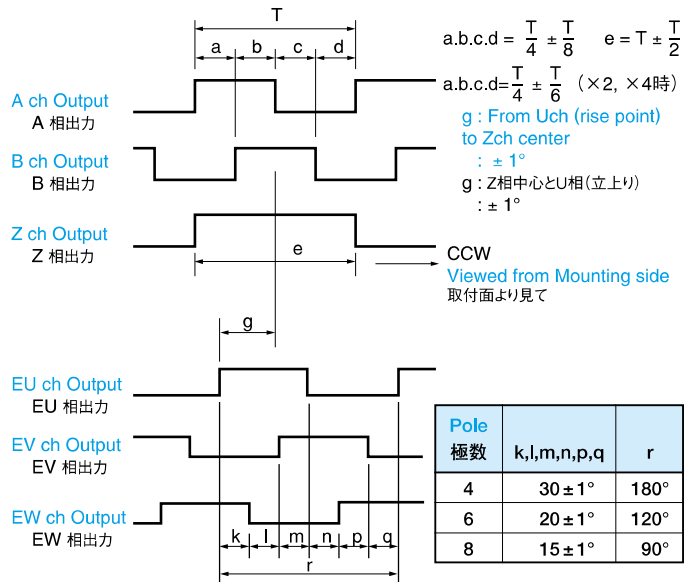 T
a b c d
a.b.c.d = T/4 ± T/8 e = T ± T/2
a.b.c.d= T/4 ± T/6 (×2, ×4時)
g : From Uch (rise point)
to Zch center
: ± 1°
g : Z相中心とU相(立上り)
: ± 1°
A ch Output
A 相出力
B ch Output
B 相出力
Z ch Output
Z 相出力
e
CCW
Viewed from Mounting side
取付面より見て
g
EU ch Output
EU 相出力
EV ch Output
EV 相出力
EW ch Output
EW 相出力
k l m n p q
r
Pole
極数 k,l,m,n,p,q r
4 30±1° 180°
6 20±1° 120°
8 15±1° 90°